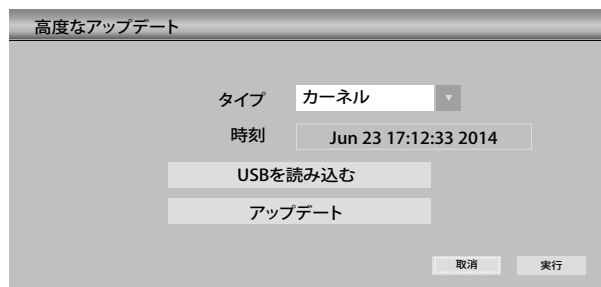 高度なアップデート
タイプ カーネル
時刻 Jun 23 17:12:33 2014
USBを読み込む
アップデート
取消 実行